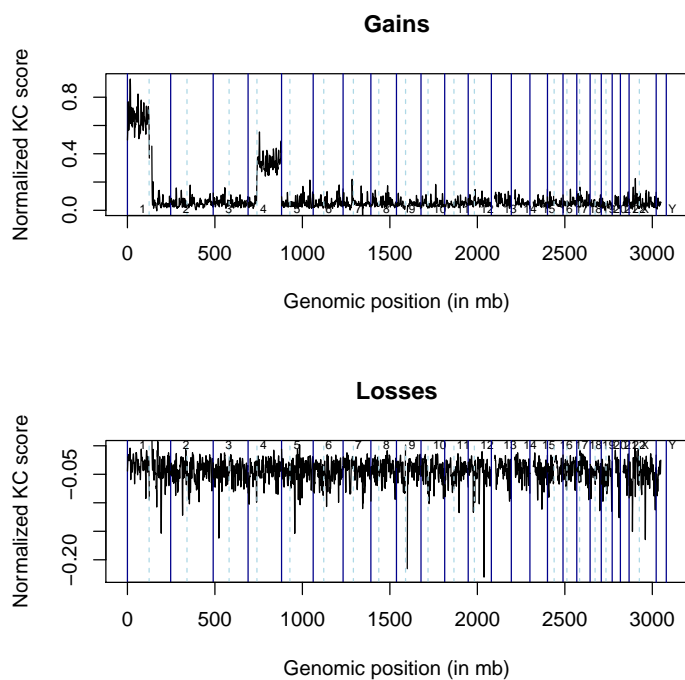 Gains
Normalized KC score
0.0 0.4 0.8
1 2 3 4 5 6 7 8 9 10 11 12 13 14 15 16 17 18 X Y
0 500 1000 1500 2000 2500 3000
Genomic position (in mb)
Losses
Normalized KC score
−0.20 −0.05
1 2 3 4 5 6 7 8 9 10 11 12 13 14 15 16 17 18 19 20 21 22 X Y
0 500 1000 1500 2000 2500 3000
Genomic position (in mb)